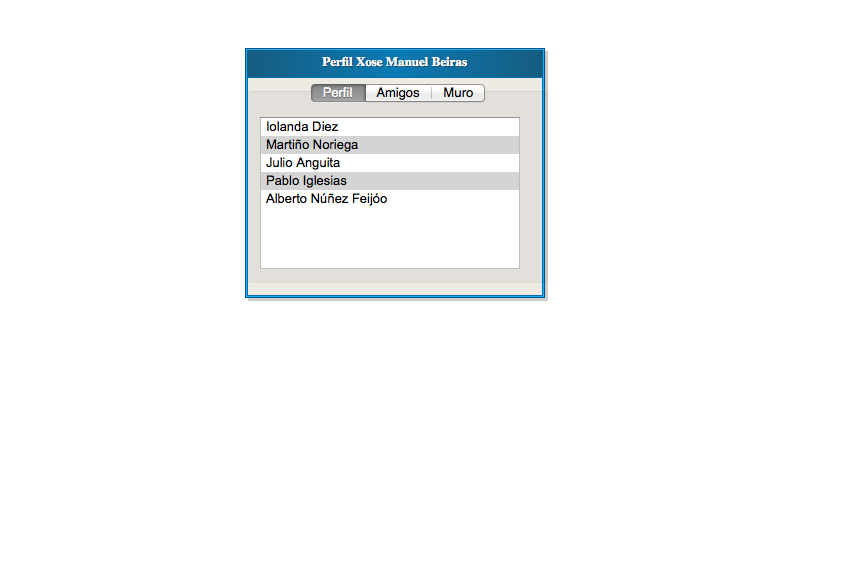 Perfil Xose Manuel Beiras
Perfil Amigos Muro
Iolanda Diez
Martiño Noriega
Julio Anguita
Pablo Iglesias
Alberto Núñez Feijóo